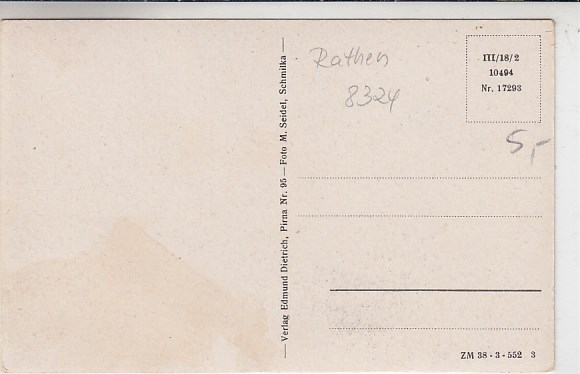 Rathen
8324
III/18/2
10494
Nr. 17293
5,-
— Verlag Edmund Dietrich, Pirna Nr. 95 — Foto M. Seidel, Schmilka —
ZM 38 - 3 - 552 3